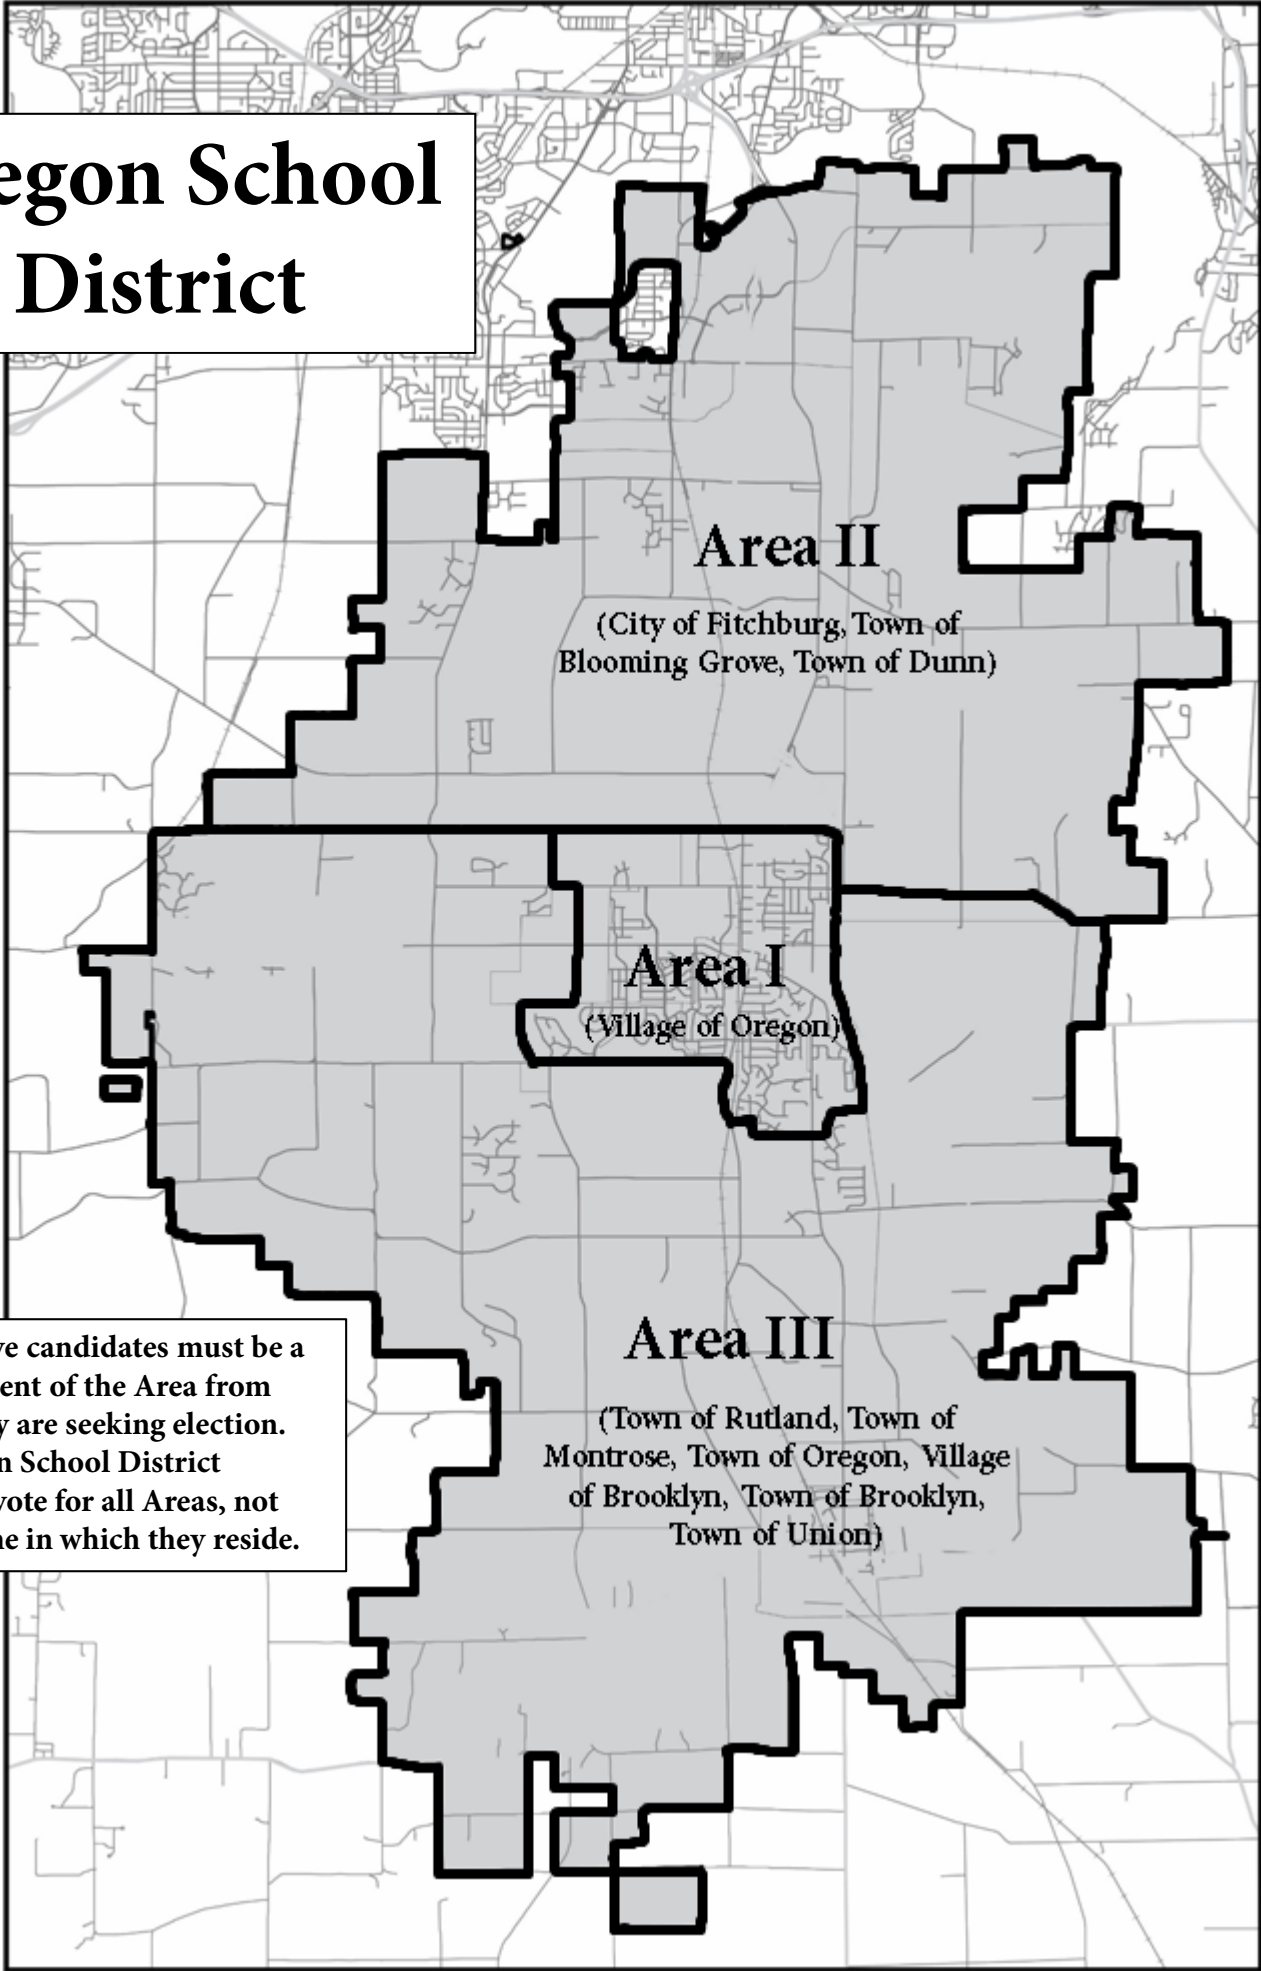 egon School
District
Area II
(City of Fitchburg, Town of
Blooming Grove, Town of Dunn)
Area I
(Village of Oregon)
Area III
(Town of Rutland, Town of
Montrose, Town of Oregon, Village
of Brooklyn, Town of Brooklyn,
Town of Union)
ve candidates must be a
ent of the Area from
y are seeking election.
n School District
vote for all Areas, not
ne in which they reside.